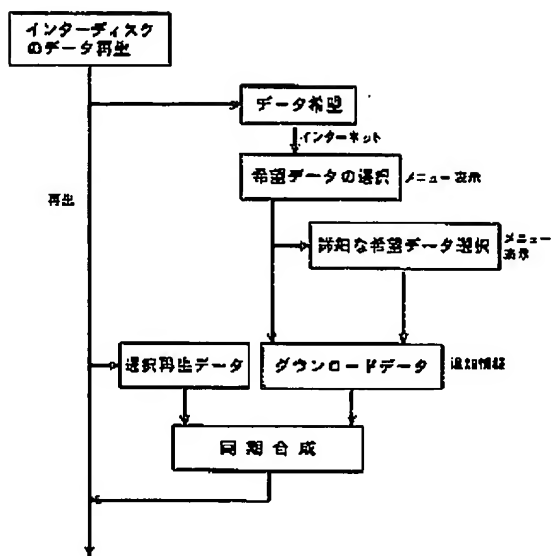 インターディスク
のデータ再生
データ希望
インターネット
希望データの選択
メニュー表示
再生
詳細な希望データ選択
メニュー
表示
選択再生データ
ダウンロードデータ
追加情報
同期合成